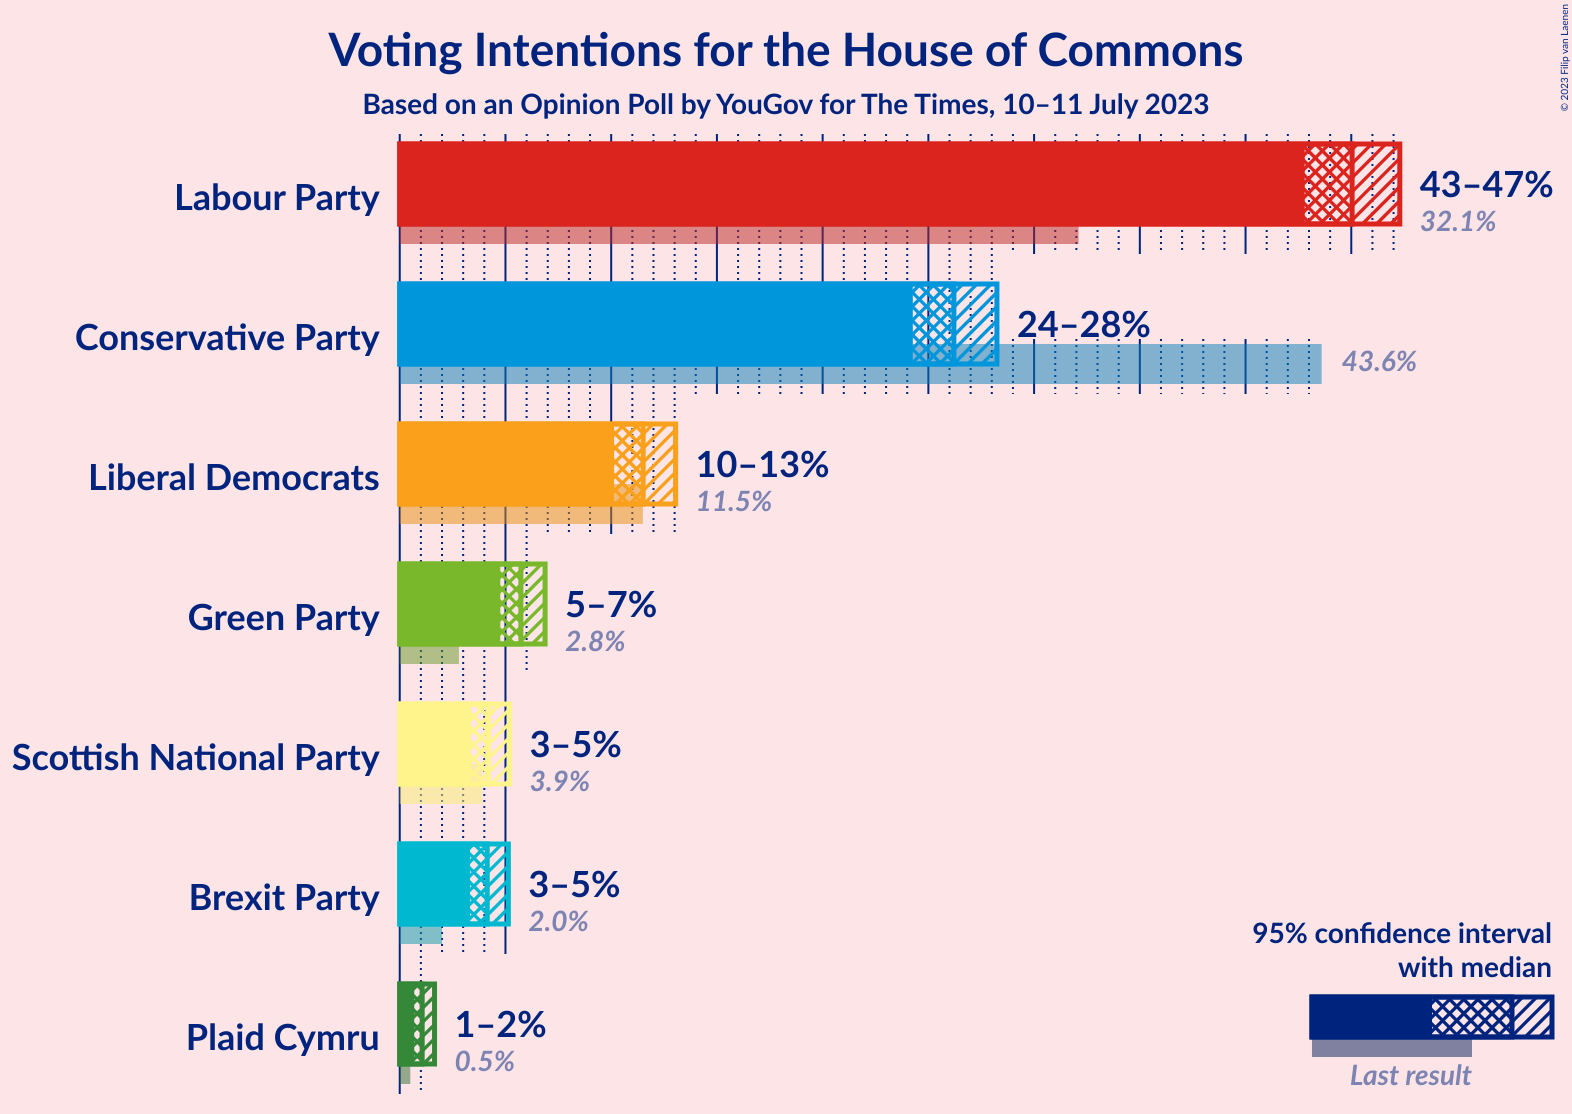 Voting Intentions for the House of Commons
Based on an Opinion Poll by YouGov for The Times, 10–11 July 2023
© 2023 Filip van Laenen
Labour Party
43–47%
32.1%
Conservative Party
24–28%
43.6%
Liberal Democrats
10–13%
11.5%
Green Party
5–7%
2.8%
Scottish National Party
3–5%
3.9%
Brexit Party
3–5%
2.0%
Plaid Cymru
1–2%
0.5%
95% confidence interval
with median
Last result